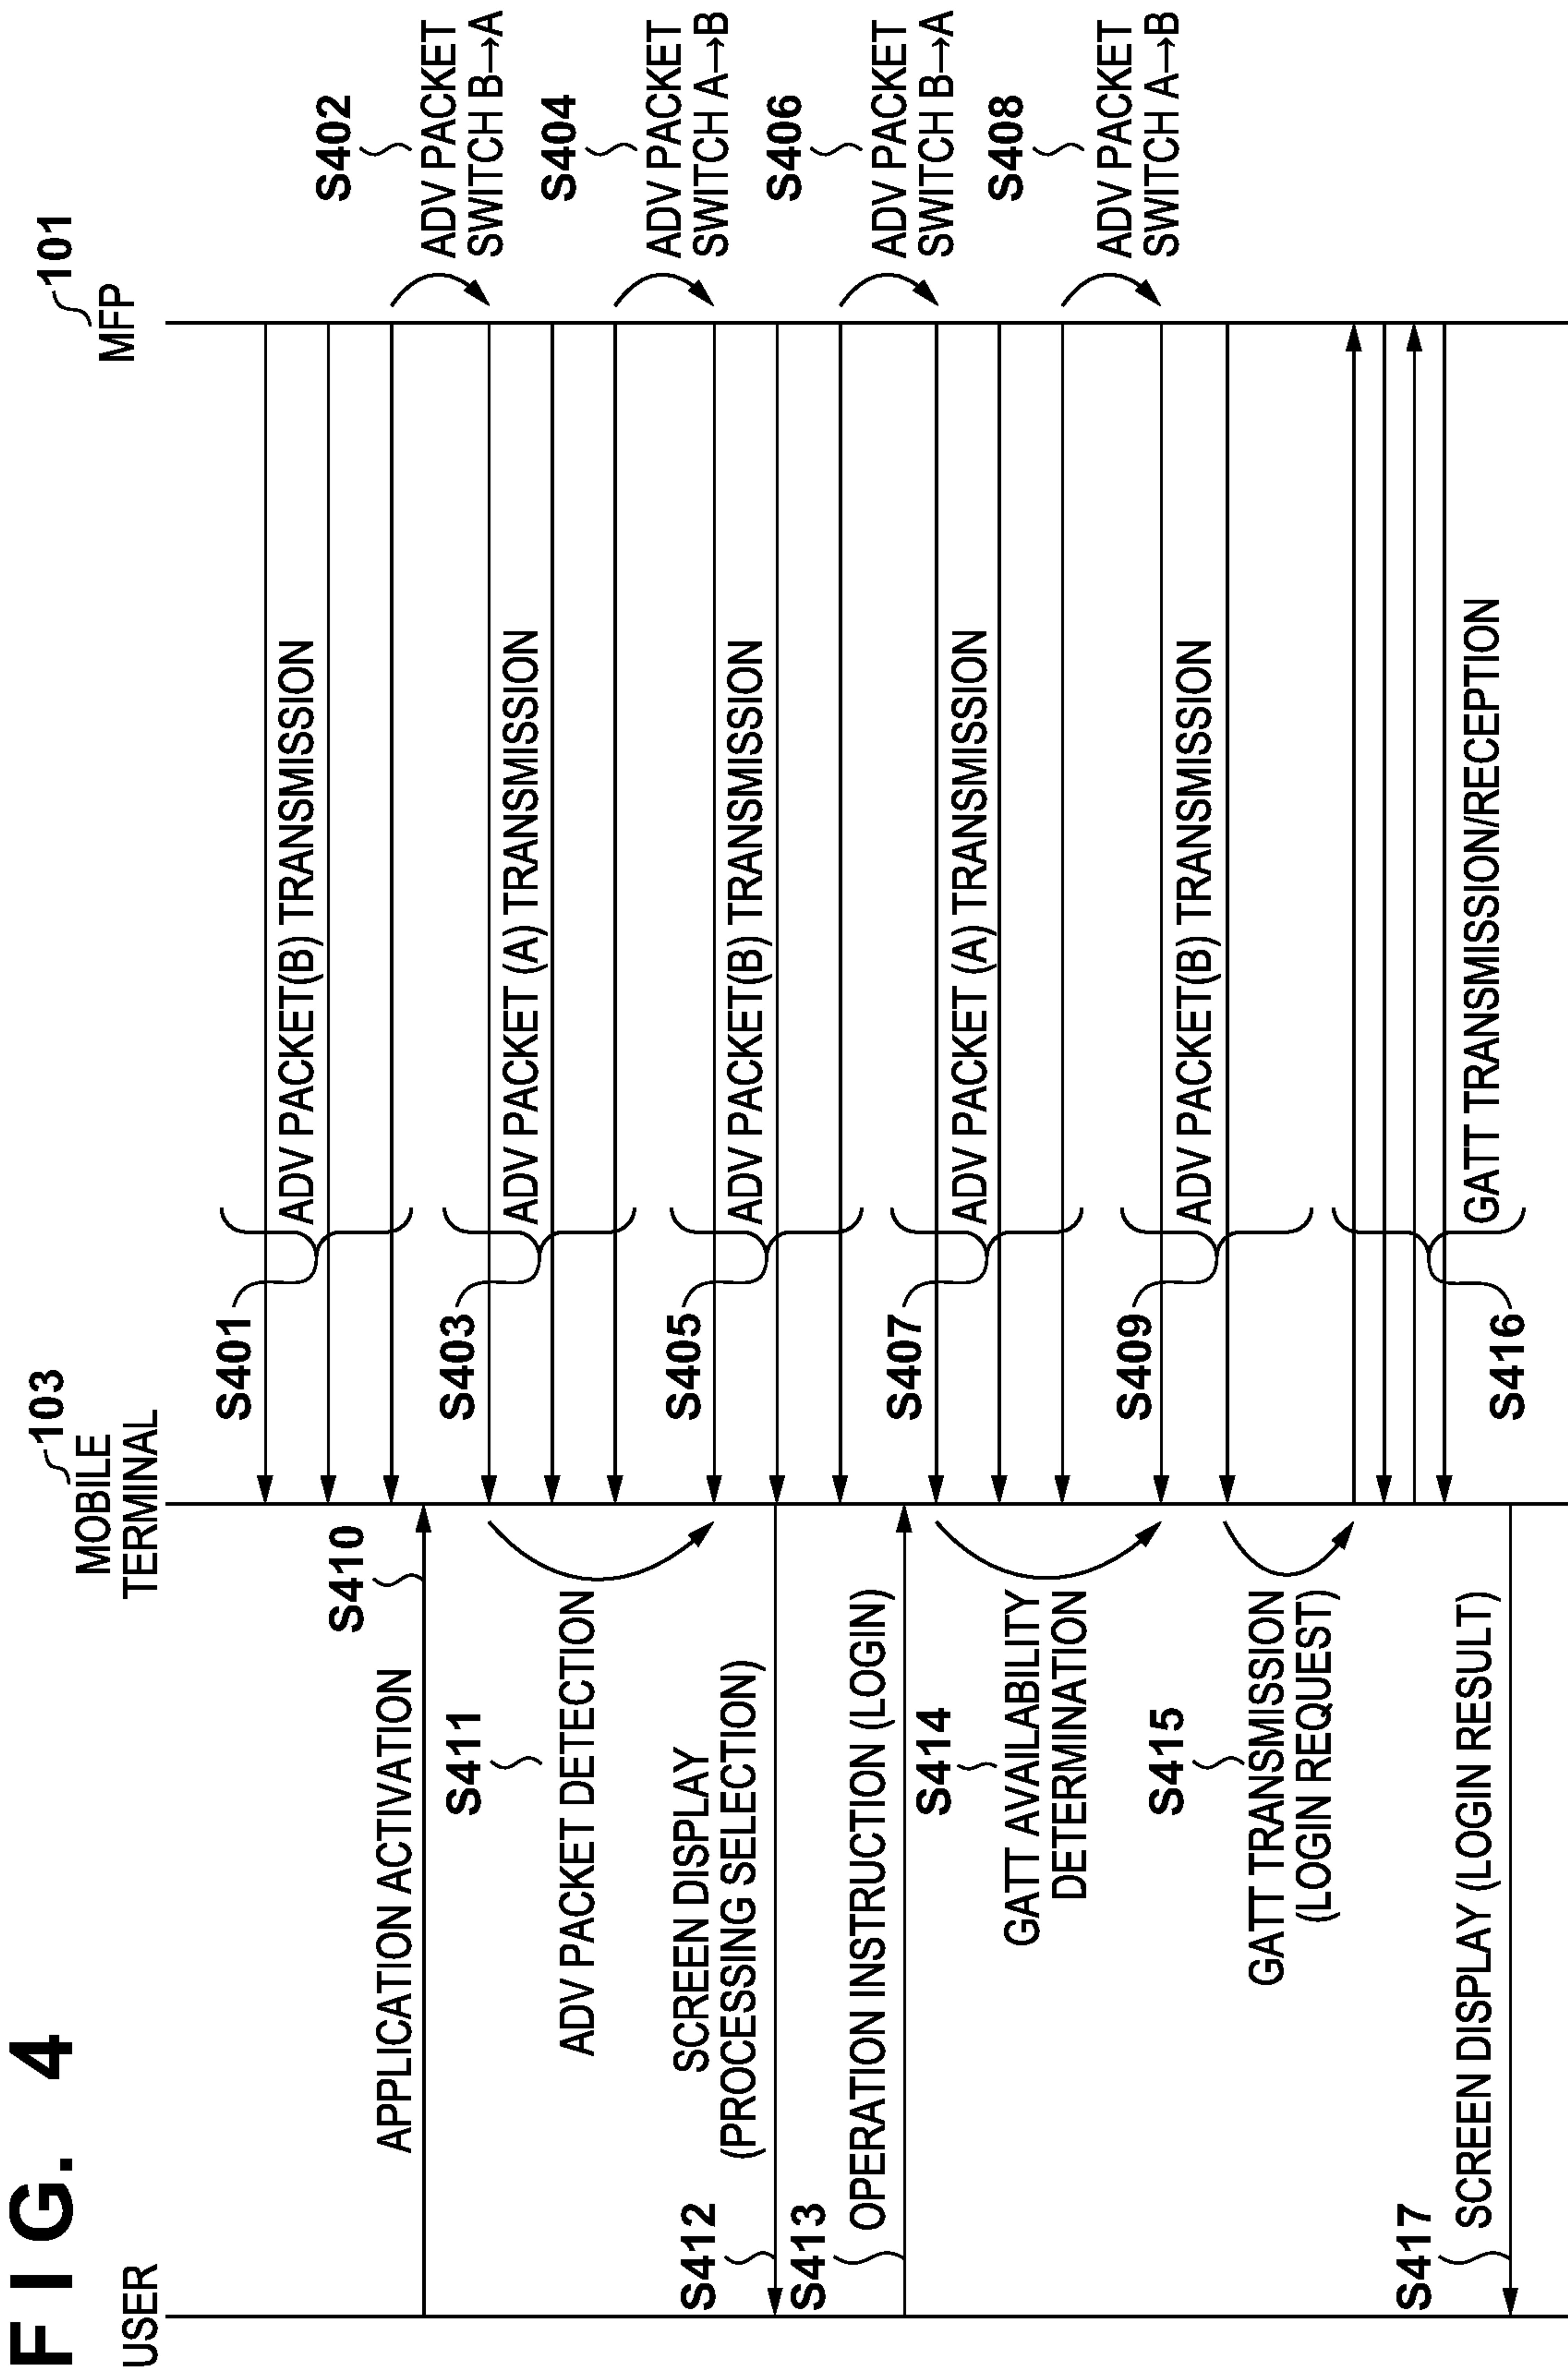 FIG. 4
USER
103
MOBILE
TERMINAL
101
MFP
S401
ADV PACKET(B) TRANSMISSION
S402
ADV PACKET
SWITCH B→A
APPLICATION ACTIVATION
S410
S403
ADV PACKET (A) TRANSMISSION
S404
ADV PACKET
SWITCH A→B
S411
ADV PACKET DETECTION
S405
ADV PACKET(B) TRANSMISSION
S406
ADV PACKET
SWITCH B→A
S412
SCREEN DISPLAY
(PROCESSING SELECTION)
S413
OPERATION INSTRUCTION (LOGIN)
S407
ADV PACKET (A) TRANSMISSION
S408
ADV PACKET
SWITCH A→B
S414
GATT AVAILABILITY
DETERMINATION
S409
ADV PACKET(B) TRANSMISSION
S415
GATT TRANSMISSION
(LOGIN REQUEST)
S416
GATT TRANSMISSION/RECEPTION
S417
SCREEN DISPLAY (LOGIN RESULT)